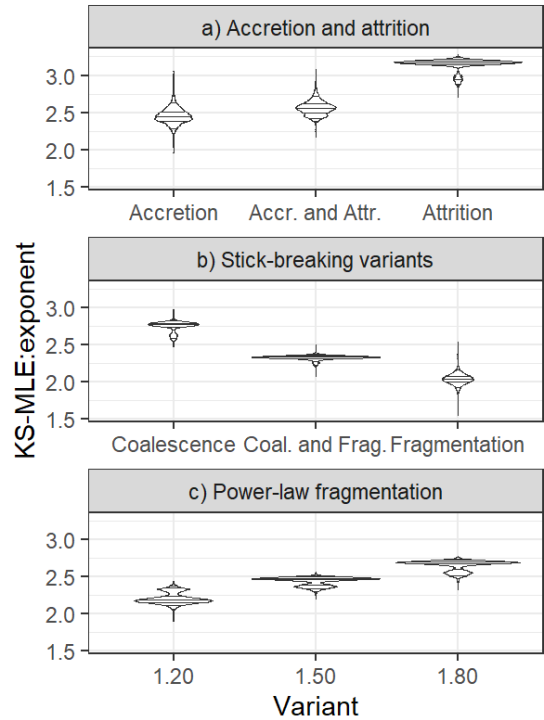 a) Accretion and attrition
3.0
2.5
2.0
1.5
Accretion Accr. and Attr. Attrition
b) Stick-breaking variants
3.0
2.5
2.0
1.5
Coalescence Coal. and Frag. Fragmentation
c) Power-law fragmentation
3.0
2.5
2.0
1.5
1.20 1.50 1.80
Variant
KS-MLE:exponent